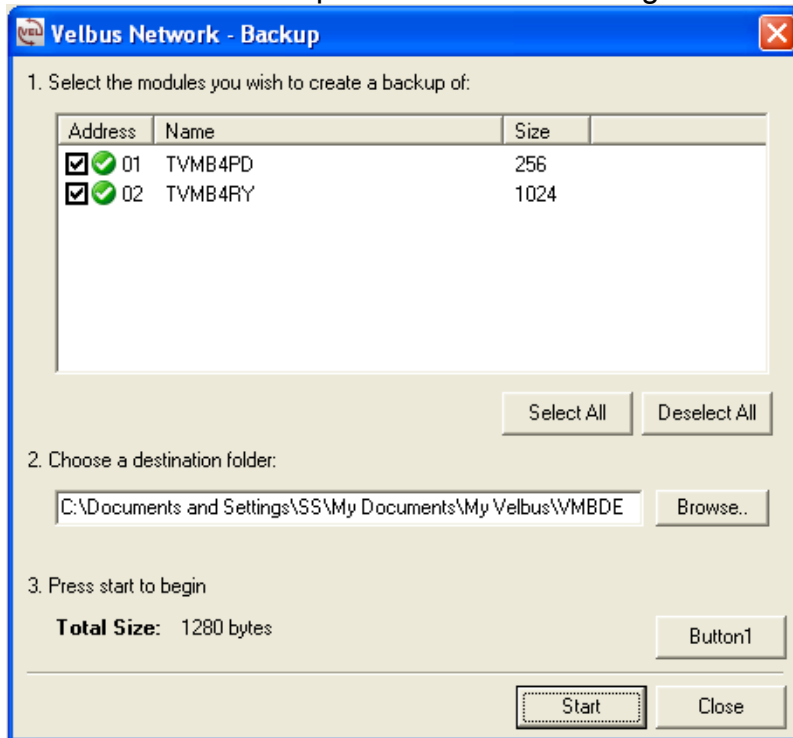 Velbus Network - Backup
1. Select the modules you wish to create a backup of:
Address Name Size
01 TVMB4PD 256
02 TVMB4RY 1024
Select All Deselect All
2. Choose a destination folder:
C:\Documents and Settings\SS\My Documents\My Velbus\VMBDE Browse..
3. Press start to begin
Total Size: 1280 bytes
Button1
Start Close